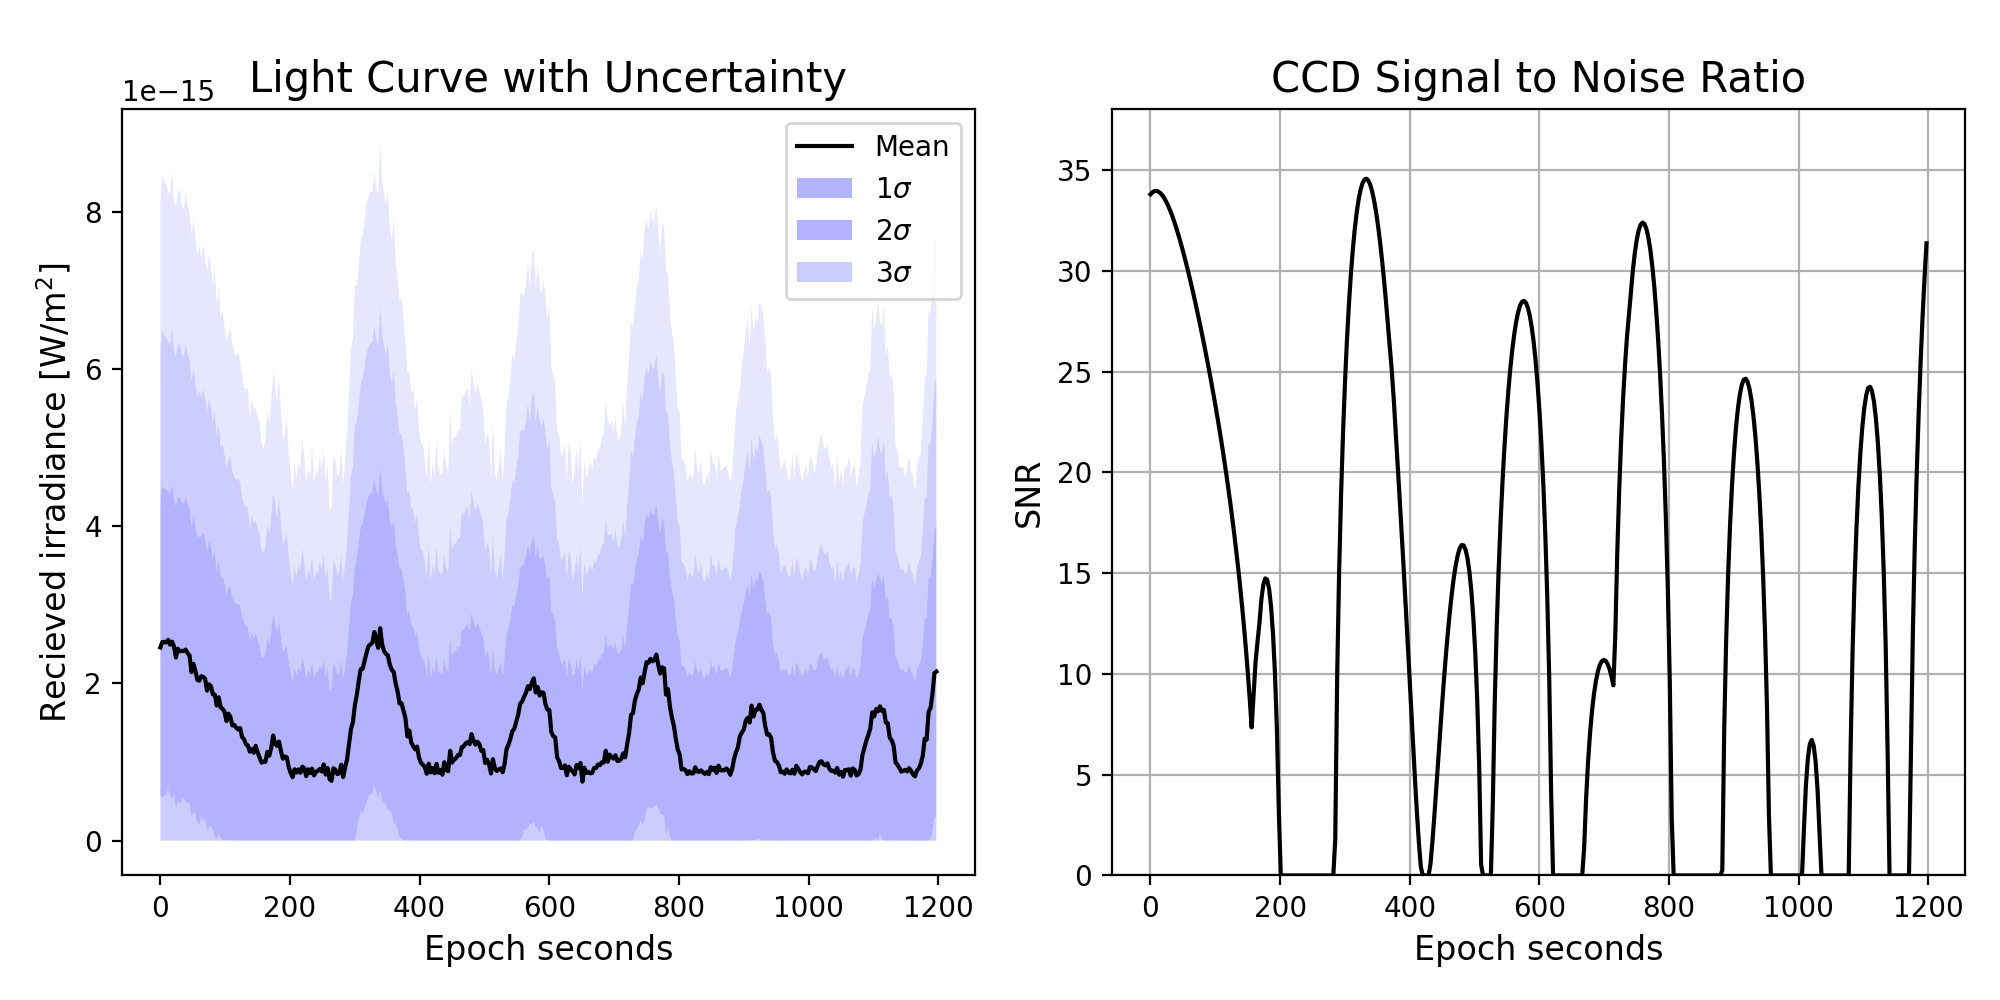 Light Curve with Uncertainty
1e−15
Recieved irradiance [W/m²]
8
6
4
2
0
Mean
1σ
2σ
3σ
0 200 400 600 800 1000 1200
Epoch seconds
CCD Signal to Noise Ratio
SNR
35
30
25
20
15
10
5
0
0 200 400 600 800 1000 1200
Epoch seconds